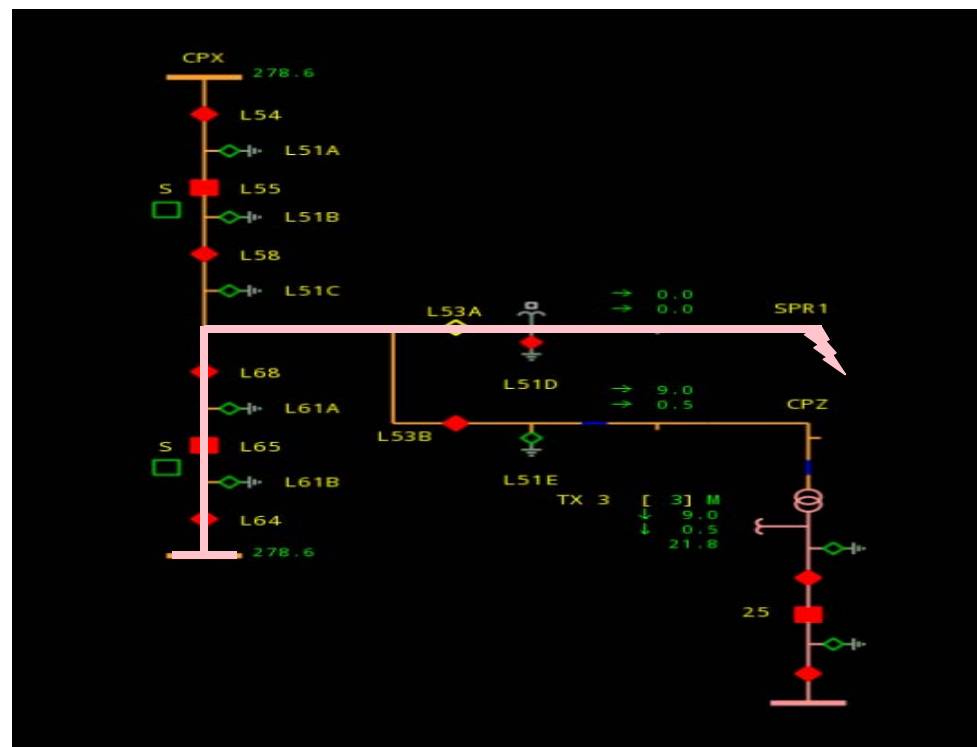 CPX
278.6
L54
L51A
S L55
L51B
L58
L51C
→ 0.0
L53A → 0.0 SPR1
L68
L51D
→ 9.0
L61A → 0.5 CPZ
L53B
S L65
L61B L51E
TX 3 [ 3] M
↓ 9.0
L64 ↓ 0.5
21.8
278.6
25